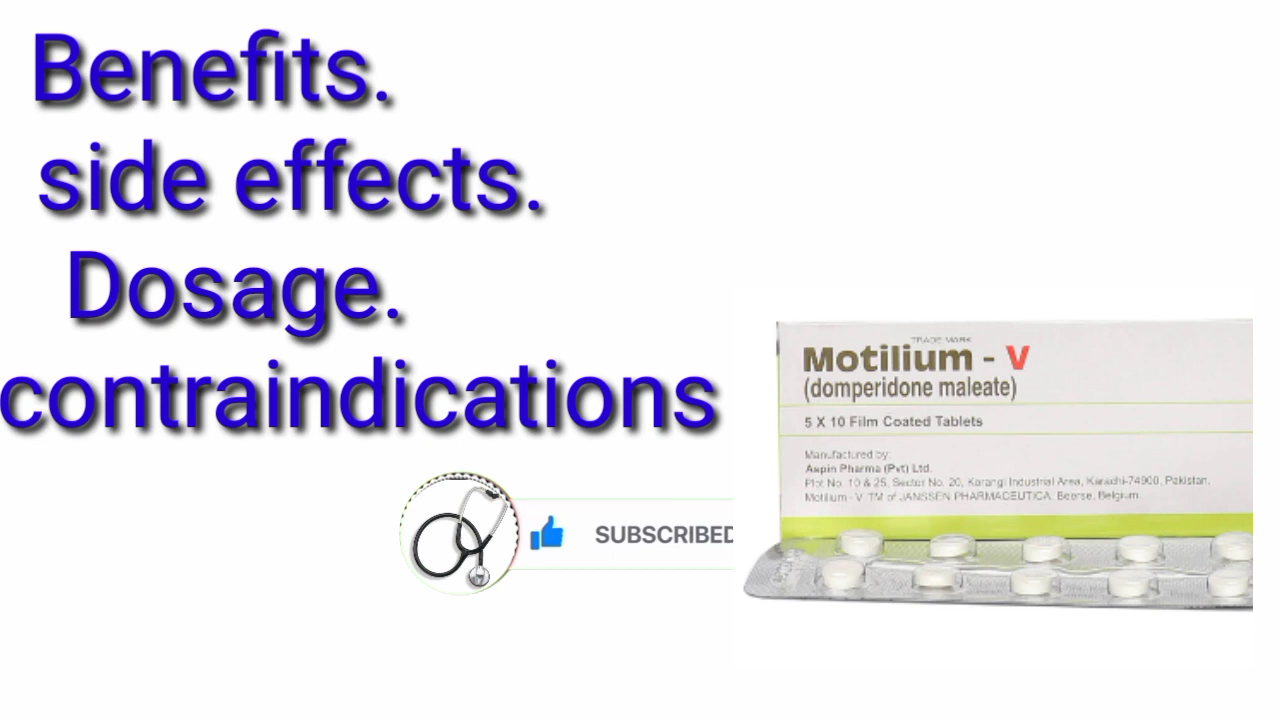 Benefits.
side effects.
Dosage.
contraindications
SUBSCRIBED
TRADE MARK
Motilium - V
(domperidone maleate)
5 X 10 Film Coated Tablets
Manufactured by:
Aspin Pharma (Pvt) Ltd.
Plot No. 10 & 25, Sector No. 20, Korangi Industrial Area, Karachi-74900, Pakistan.
Motilium - V TM of JANSSEN PHARMACEUTICA, Beerse, Belgium.